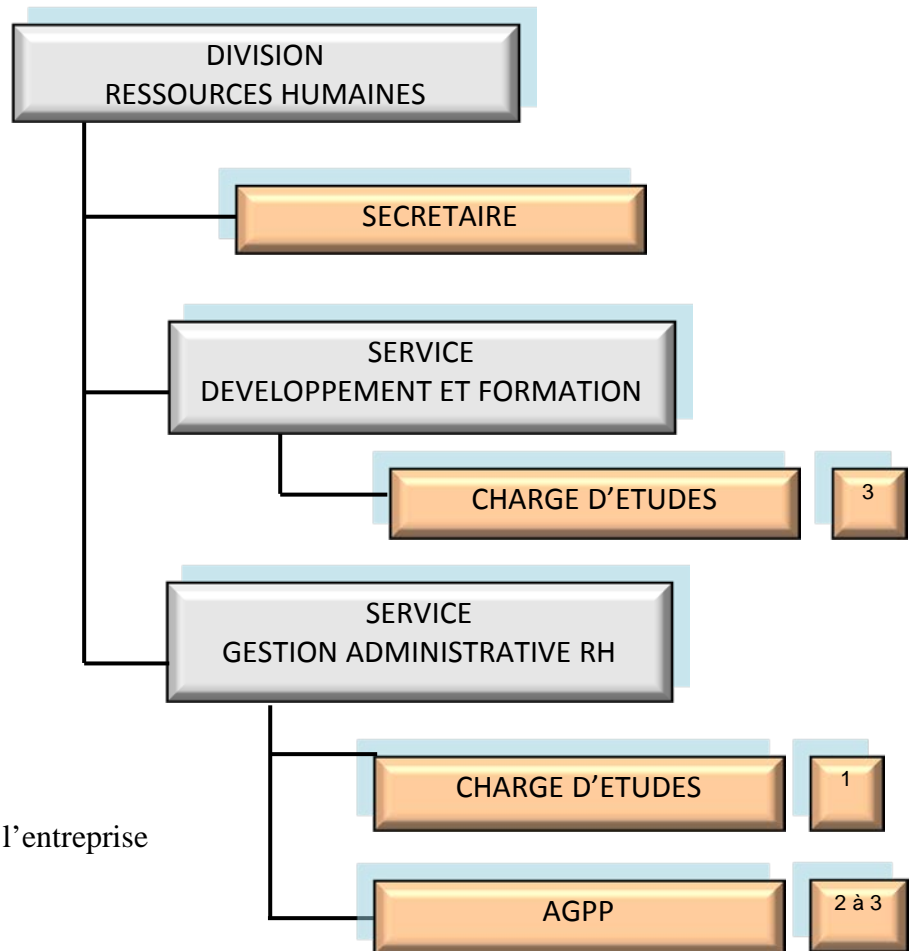 DIVISION
RESSOURCES HUMAINES
SECRETAIRE
SERVICE
DEVELOPPEMENT ET FORMATION
CHARGE D’ETUDES
3
SERVICE
GESTION ADMINISTRATIVE RH
CHARGE D’ETUDES
1
l’entreprise
AGPP
2 à 3